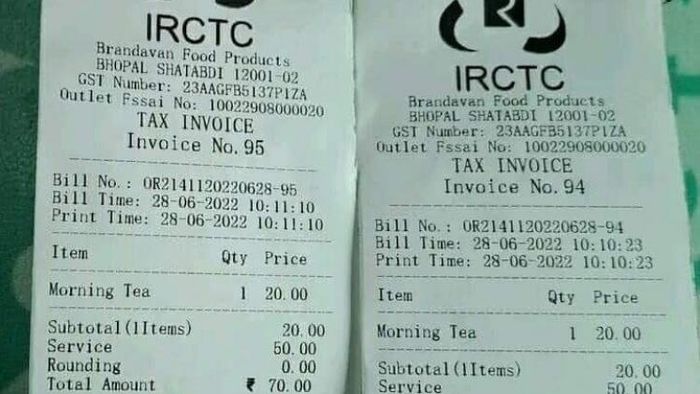 IRCTC
Brandavan Food Products
BHOPAL SHATABDI 12001-02
GST Number: 23AAGFB5137P1ZA
Outlet Fssai No: 10022908000020
TAX INVOICE
Invoice No. 95
Bill No.: OR2141120220628-95
Bill Time: 28-06-2022 10:11:10
Print Time: 28-06-2022 10:11:10
Item Qty Price
Morning Tea 1 20.00
Subtotal(1Items) 20.00
Service 50.00
Rounding 0.00
Total Amount ₹ 70.00
IRCTC
Brandavan Food Products
BHOPAL SHATABDI 12001-02
GST Number: 23AAGFB5137P1ZA
Outlet Fssai No: 10022908000020
TAX INVOICE
Invoice No. 94
Bill No.: OR2141120220628-94
Bill Time: 28-06-2022 10:10:23
Print Time: 28-06-2022 10:10:23
Item Qty Price
Morning Tea 1 20.00
Subtotal(1Items) 20.00
Service 50.00